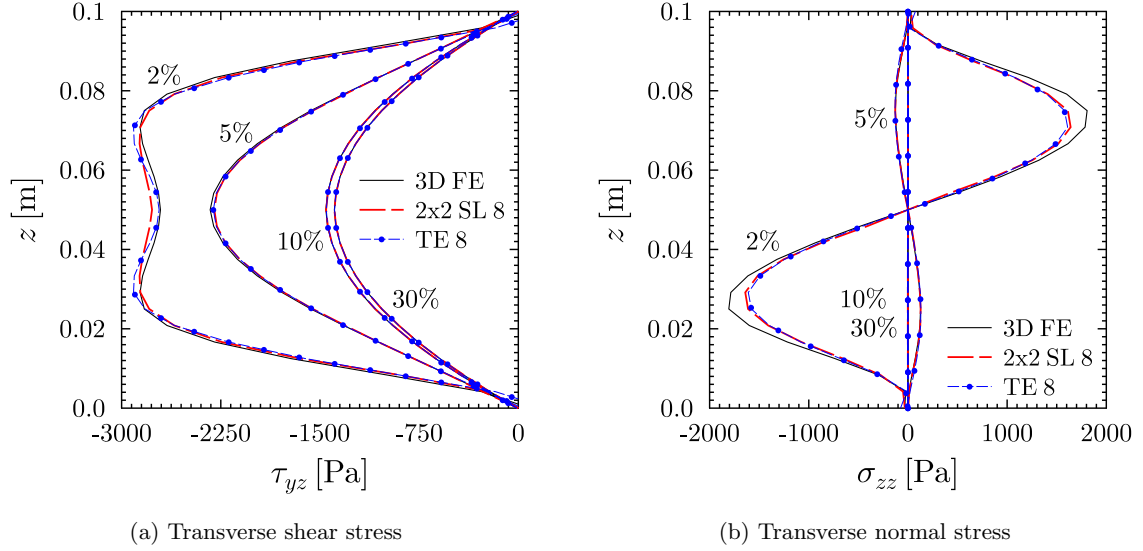 0.1
0.08
0.06
0.04
0.02
0.0
z [m]
2%
5%
10%
30%
3D FE
2x2 SL 8
TE 8
-3000 -2250 -1500 -750 0
τyz [Pa]
(a) Transverse shear stress
0.1
0.08
0.06
0.04
0.02
0.0
z [m]
5%
2%
10%
30%
3D FE
2x2 SL 8
TE 8
-2000 -1000 0 1000 2000
σzz [Pa]
(b) Transverse normal stress